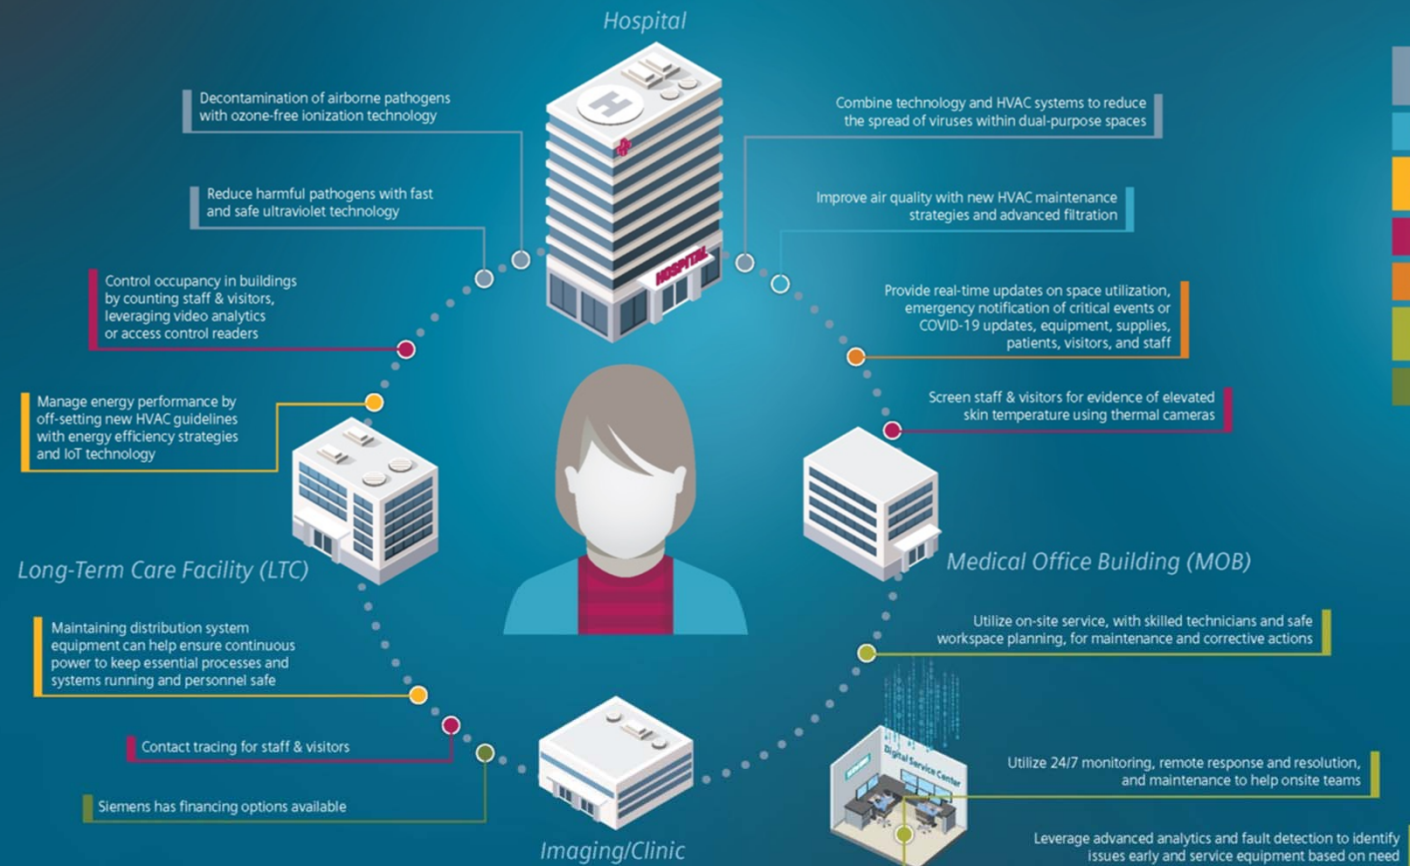 Hospital
Decontamination of airborne pathogens
with ozone-free ionization technology
Combine technology and HVAC systems to reduce
the spread of viruses within dual-purpose spaces
Reduce harmful pathogens with fast
and safe ultraviolet technology
Improve air quality with new HVAC maintenance
strategies and advanced filtration
H
HOSPITAL
Control occupancy in buildings
by counting staff & visitors,
leveraging video analytics
or access control readers
Provide real-time updates on space utilization,
emergency notification of critical events or
COVID-19 updates, equipment, supplies,
patients, visitors, and staff
Manage energy performance by
off-setting new HVAC guidelines
with energy efficiency strategies
and IoT technology
Screen staff & visitors for evidence of elevated
skin temperature using thermal cameras
Long-Term Care Facility (LTC)
Medical Office Building (MOB)
Maintaining distribution system
equipment can help ensure continuous
power to keep essential processes and
systems running and personnel safe
Utilize on-site service, with skilled technicians and safe
workspace planning, for maintenance and corrective actions
Contact tracing for staff & visitors
Siemens has financing options available
Digital Service Center
Utilize 24/7 monitoring, remote response and resolution,
and maintenance to help onsite teams
Leverage advanced analytics and fault detection to identify
issues early and service equipment based on need
Imaging/Clinic